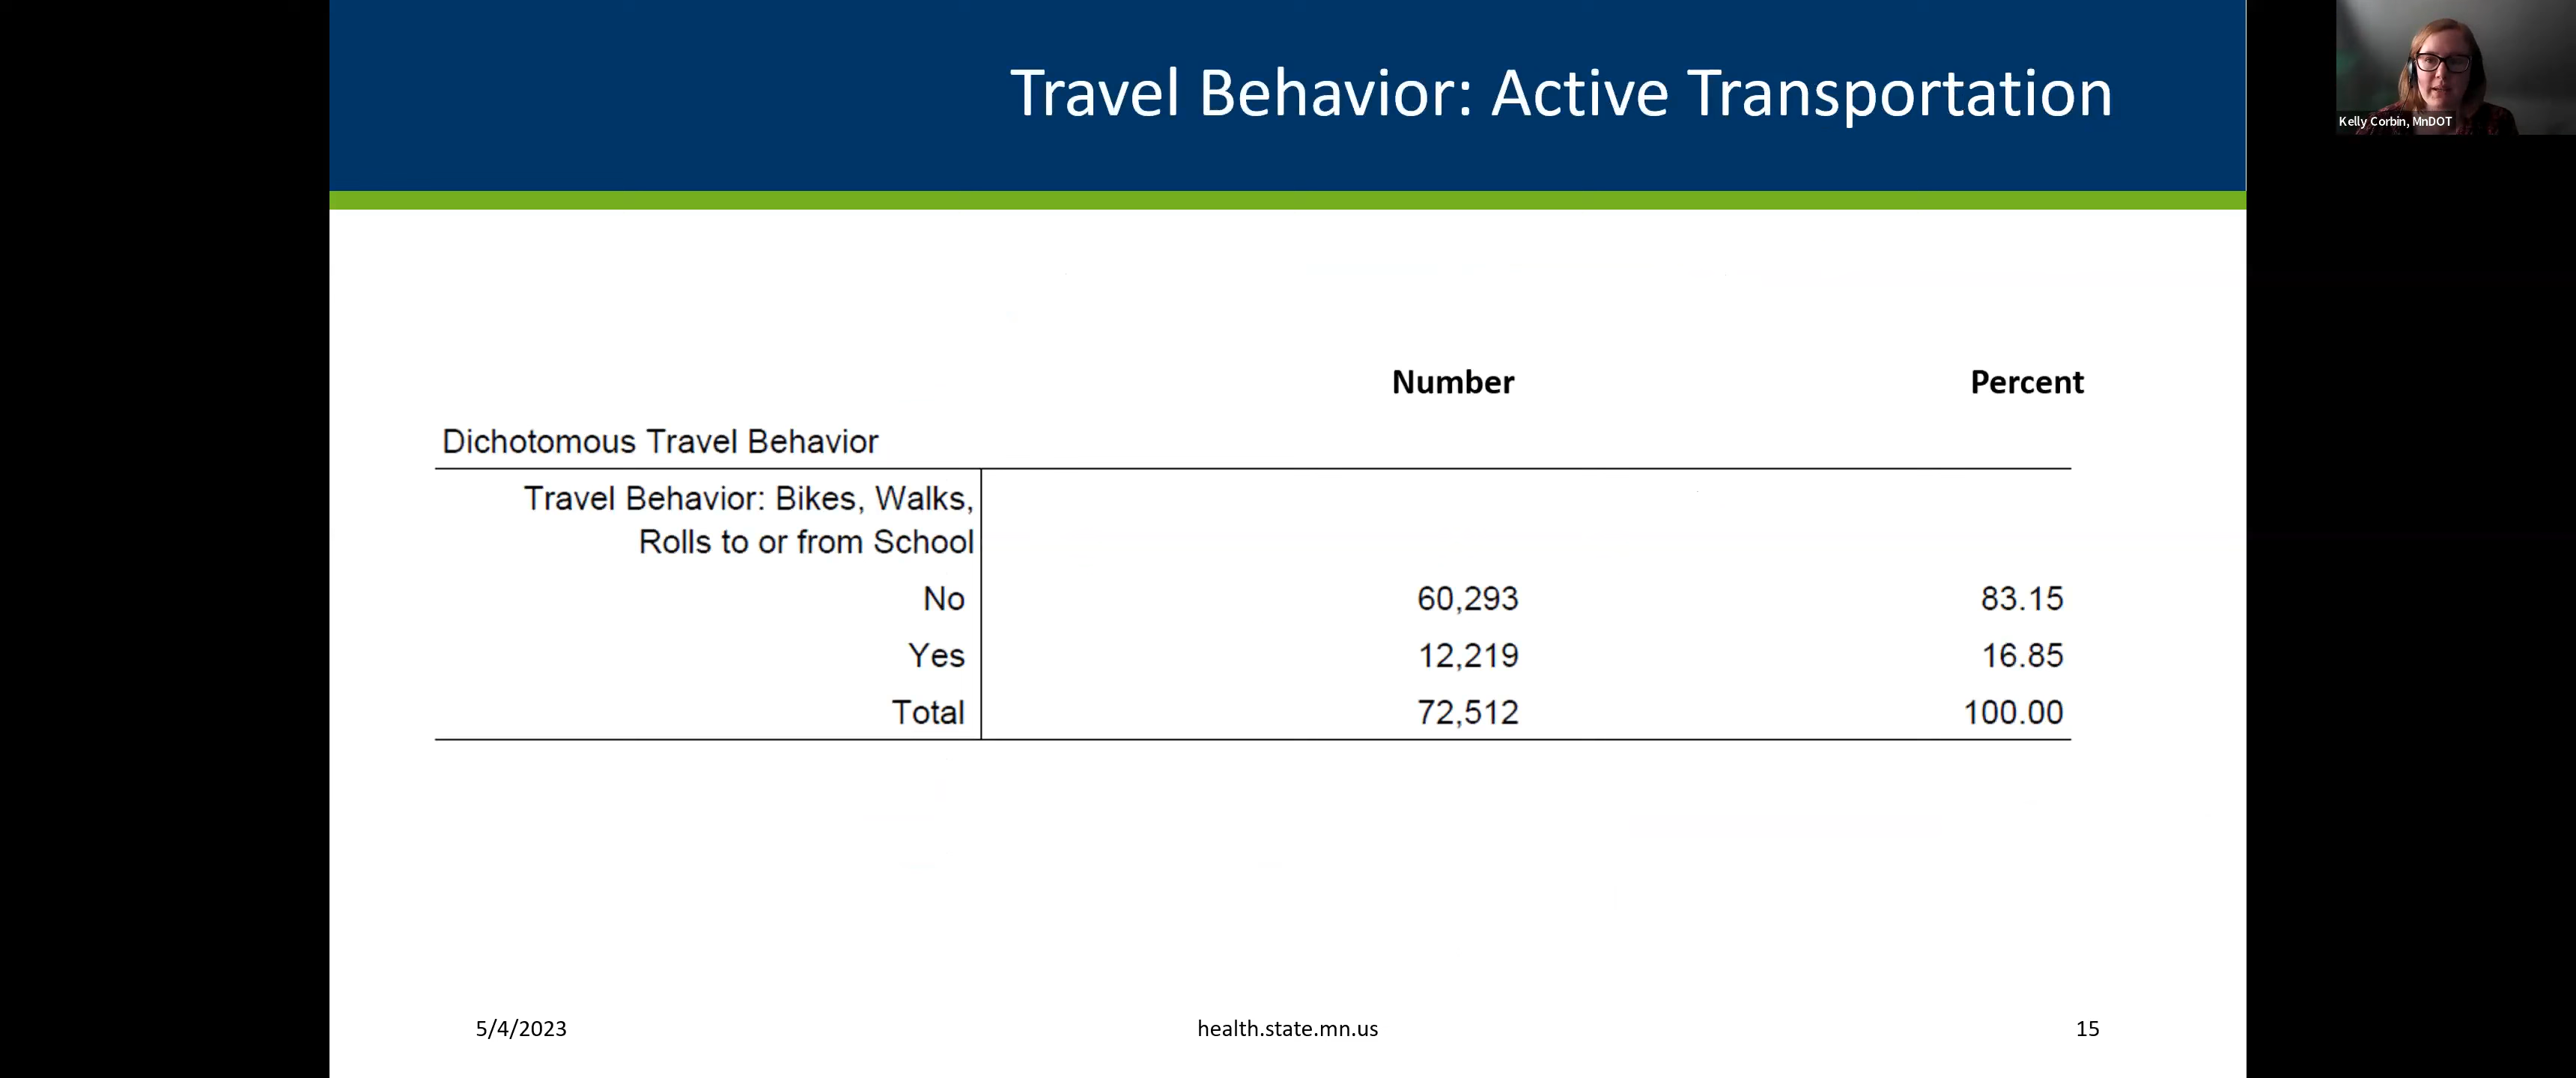 Travel Behavior: Active Transportation
Kelly Corbin, MnDOT
Number Percent
Dichotomous Travel Behavior
Travel Behavior: Bikes, Walks,
Rolls to or from School
No 60,293 83.15
Yes 12,219 16.85
Total 72,512 100.00
5/4/2023 health.state.mn.us 15